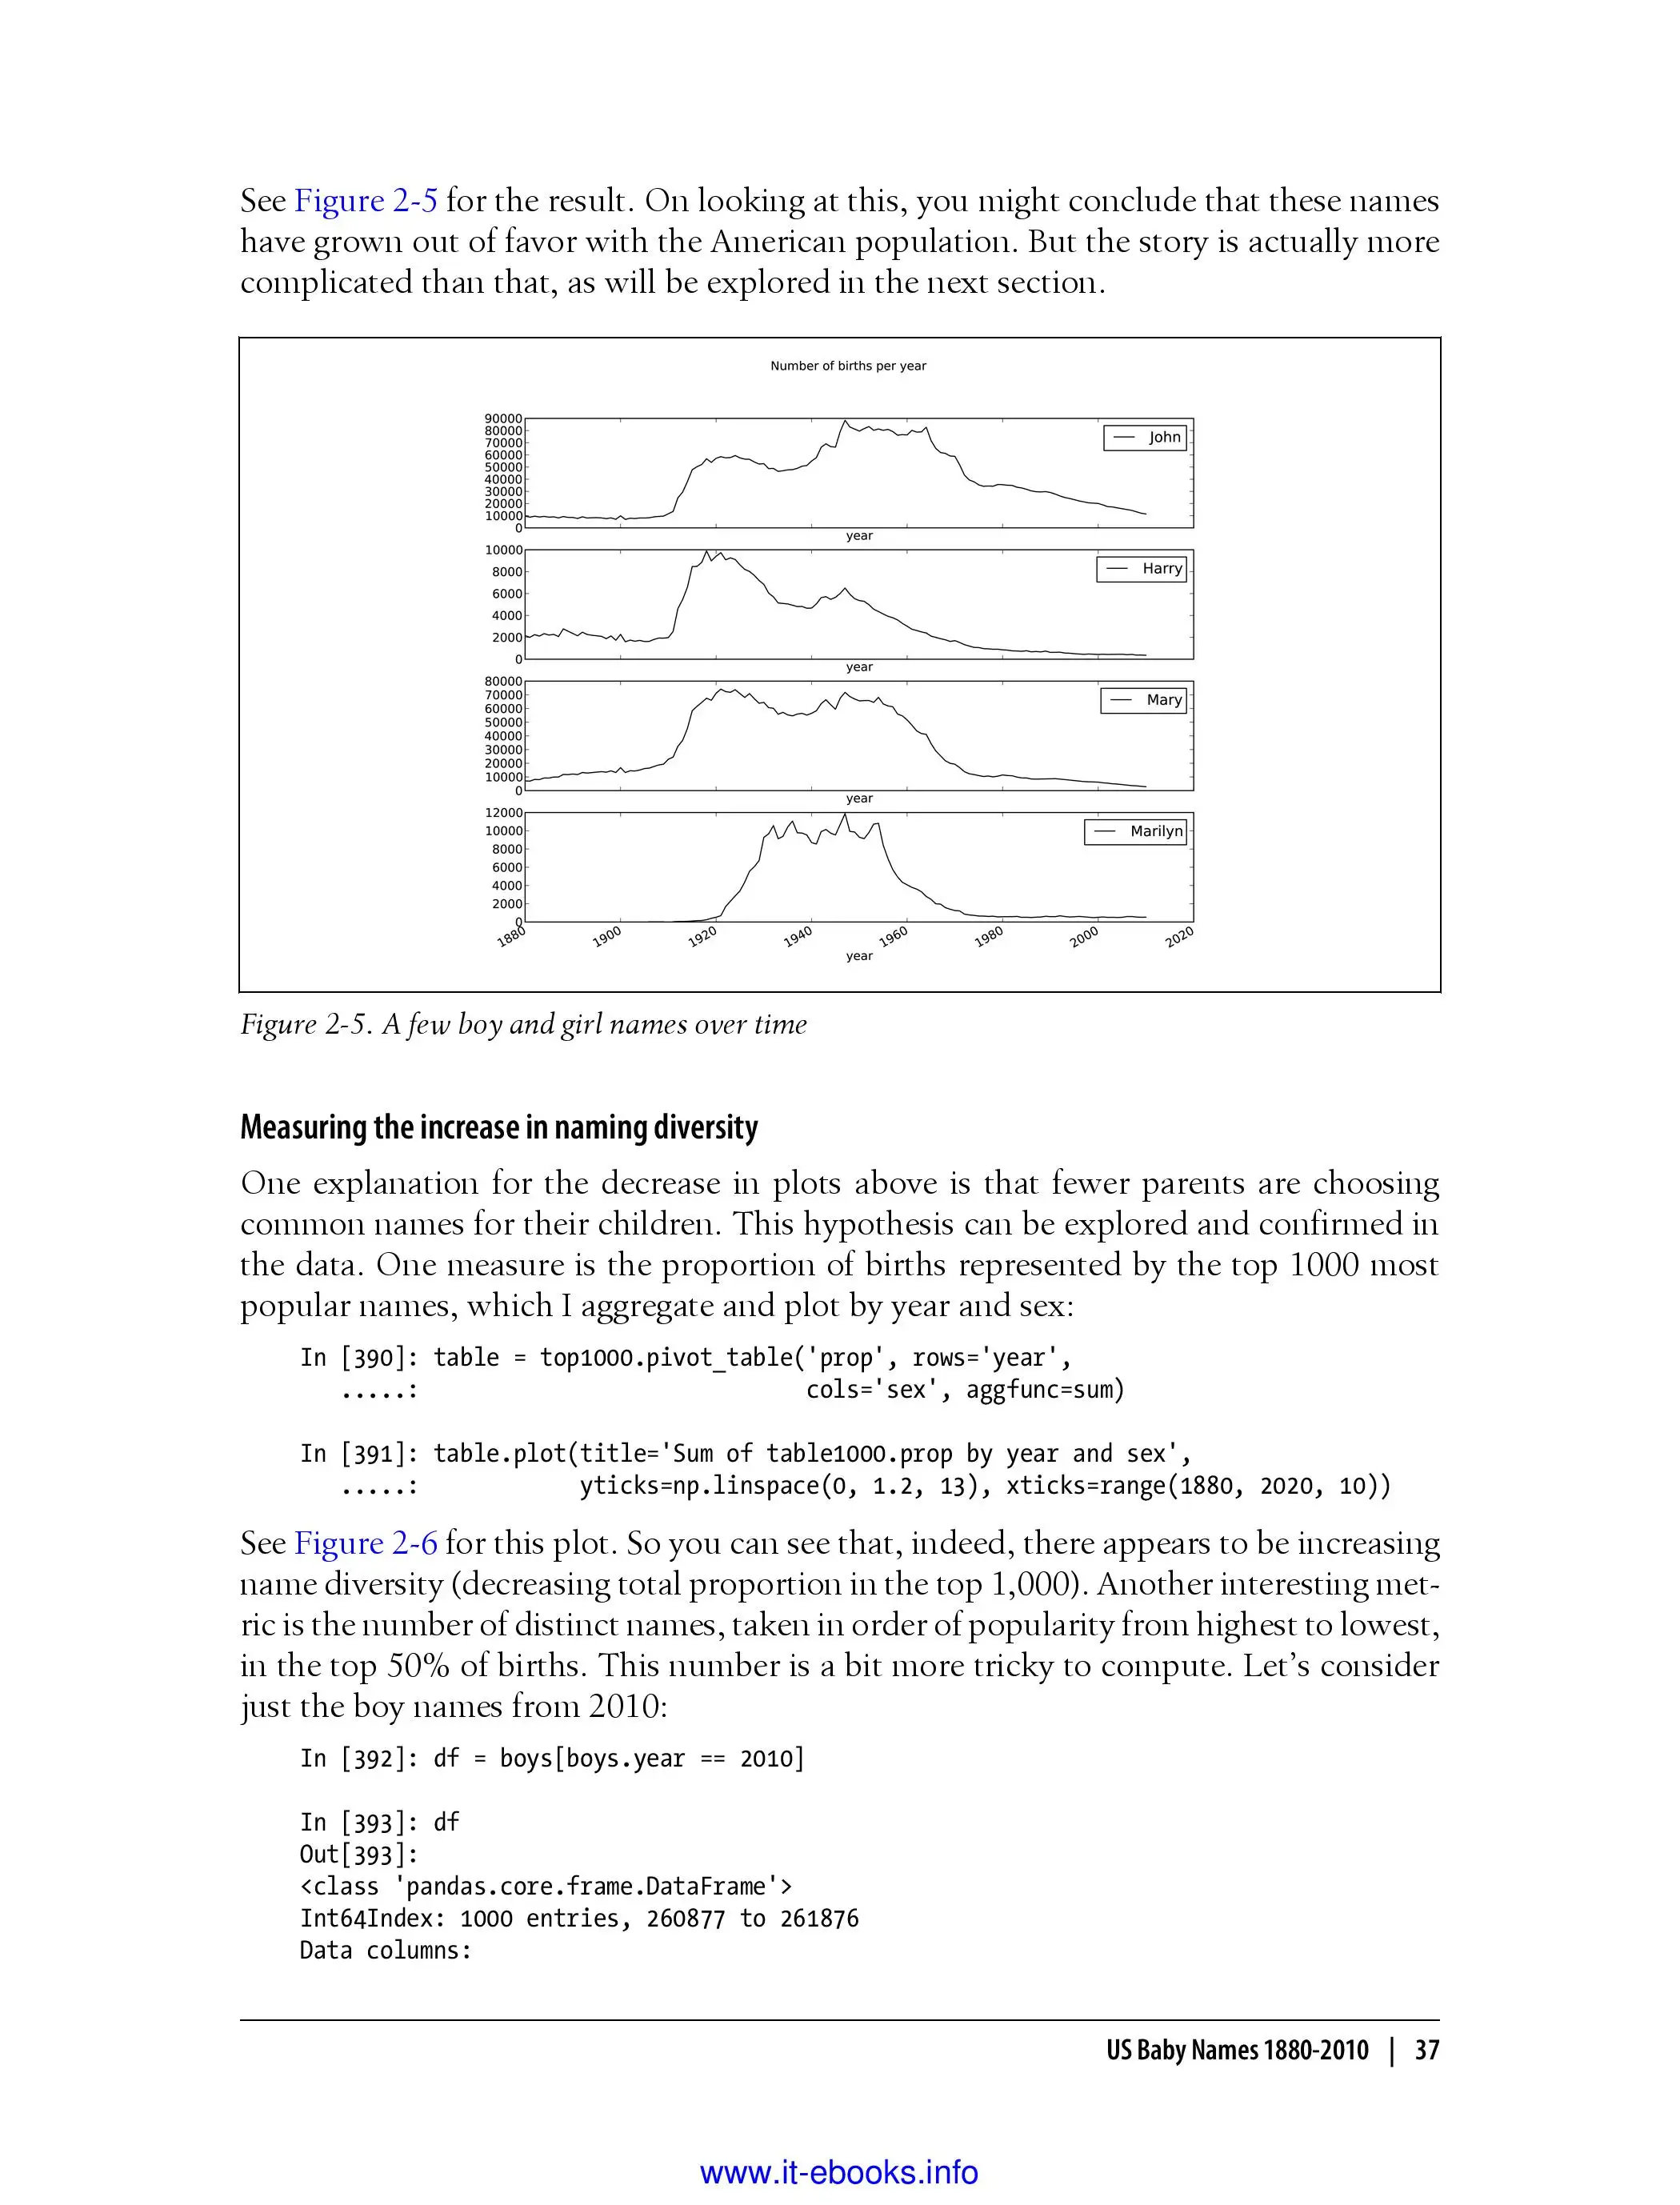 See Figure 2-5 for the result. On looking at this, you might conclude that these names
have grown out of favor with the American population. But the story is actually more
complicated than that, as will be explored in the next section.
Number of births per year
90000
80000
70000
60000
50000
40000
30000
20000
10000
0
John
year
10000
8000
6000
4000
2000
0
Harry
year
80000
70000
60000
50000
40000
30000
20000
10000
0
Mary
year
12000
10000
8000
6000
4000
2000
0
Marilyn
1880 1900 1920 1940 1960 1980 2000 2020
year
Figure 2-5. A few boy and girl names over time
Measuring the increase in naming diversity
One explanation for the decrease in plots above is that fewer parents are choosing
common names for their children. This hypothesis can be explored and confirmed in
the data. One measure is the proportion of births represented by the top 1000 most
popular names, which I aggregate and plot by year and sex:
In [390]: table = top1000.pivot_table('prop', rows='year',
.....: cols='sex', aggfunc=sum)
In [391]: table.plot(title='Sum of table1000.prop by year and sex',
.....: yticks=np.linspace(0, 1.2, 13), xticks=range(1880, 2020, 10))
See Figure 2-6 for this plot. So you can see that, indeed, there appears to be increasing
name diversity (decreasing total proportion in the top 1,000). Another interesting met-
ric is the number of distinct names, taken in order of popularity from highest to lowest,
in the top 50% of births. This number is a bit more tricky to compute. Let’s consider
just the boy names from 2010:
In [392]: df = boys[boys.year == 2010]
In [393]: df
Out[393]:
<class 'pandas.core.frame.DataFrame'>
Int64Index: 1000 entries, 260877 to 261876
Data columns:
US Baby Names 1880-2010 | 37
www.it-ebooks.info